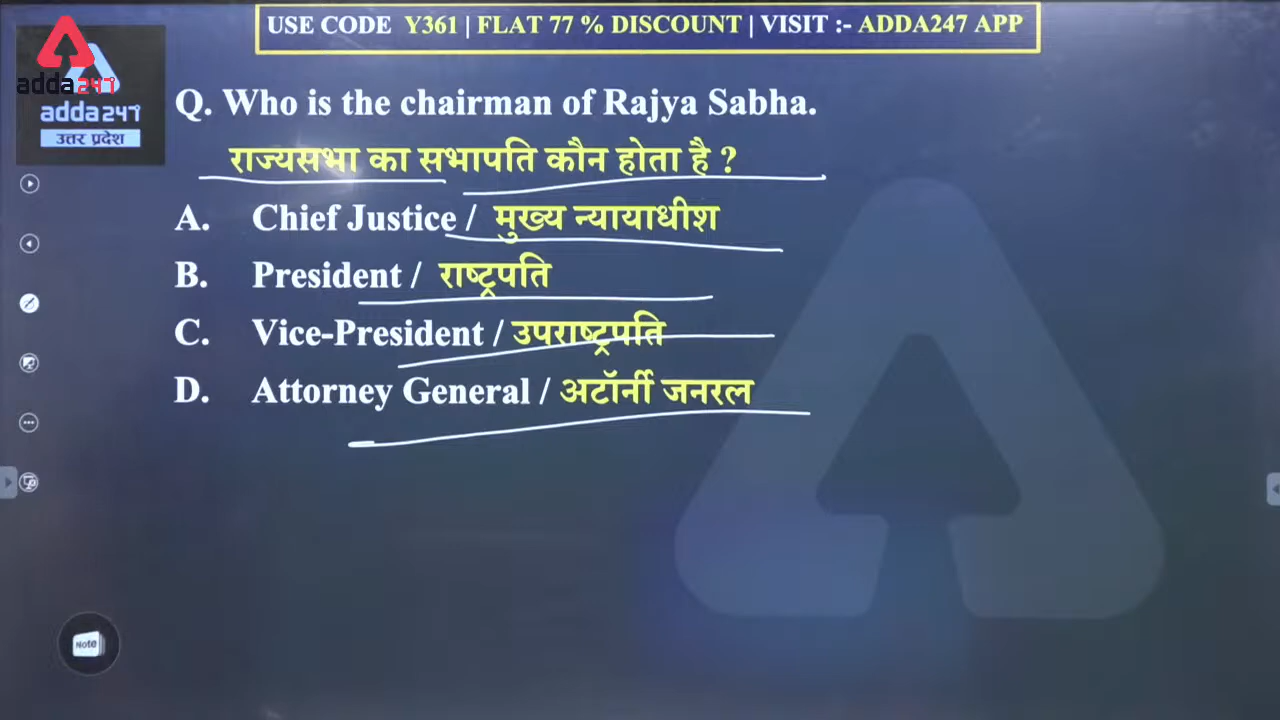 USE CODE Y361 | FLAT 77 % DISCOUNT | VISIT :- ADDA247 APP
adda247
adda247
उत्तर प्रदेश
Q. Who is the chairman of Rajya Sabha.
राज्यसभा का सभापति कौन होता है ?
A. Chief Justice / मुख्य न्यायाधीश
B. President / राष्ट्रपति
C. Vice-President / उपराष्ट्रपति
D. Attorney General / अटॉर्नी जनरल
Note